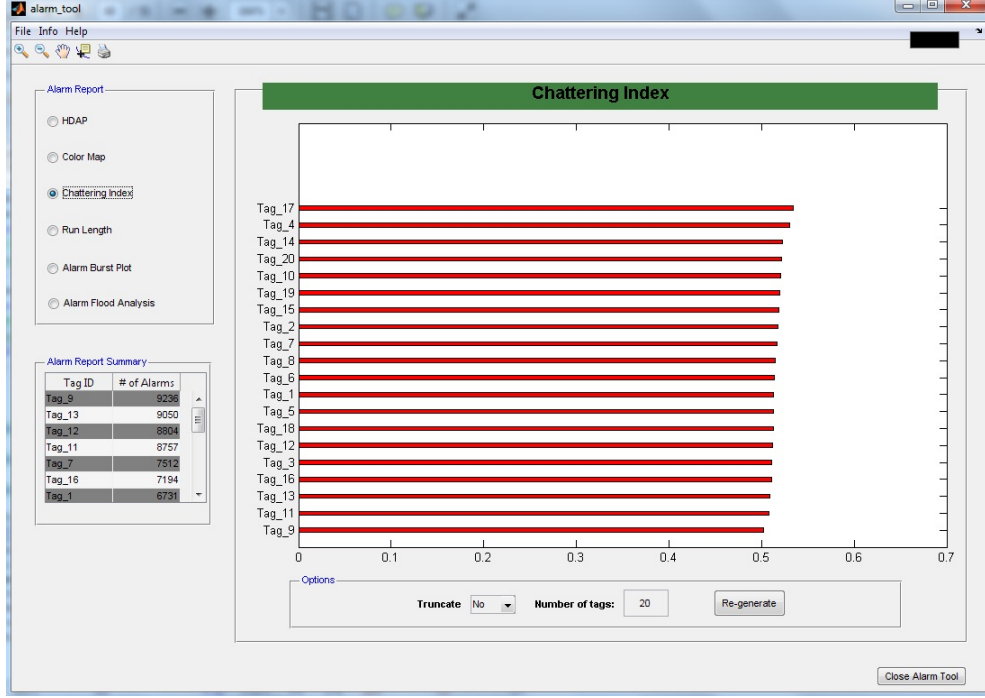 alarm_tool
File Info Help
Alarm Report
HDAP
Color Map
Chattering Index
Run Length
Alarm Burst Plot
Alarm Flood Analysis
Alarm Report Summary
Tag ID # of Alarms
Tag_9 9236
Tag_13 9050
Tag_12 8804
Tag_11 8757
Tag_7 7512
Tag_16 7194
Tag_1 6731
Chattering Index
Tag_17
Tag_4
Tag_14
Tag_20
Tag_10
Tag_19
Tag_15
Tag_2
Tag_7
Tag_8
Tag_6
Tag_1
Tag_5
Tag_18
Tag_12
Tag_3
Tag_16
Tag_13
Tag_11
Tag_9
0 0.1 0.2 0.3 0.4 0.5 0.6 0.7
Options
Truncate No Number of tags: 20 Re-generate
Close Alarm Tool